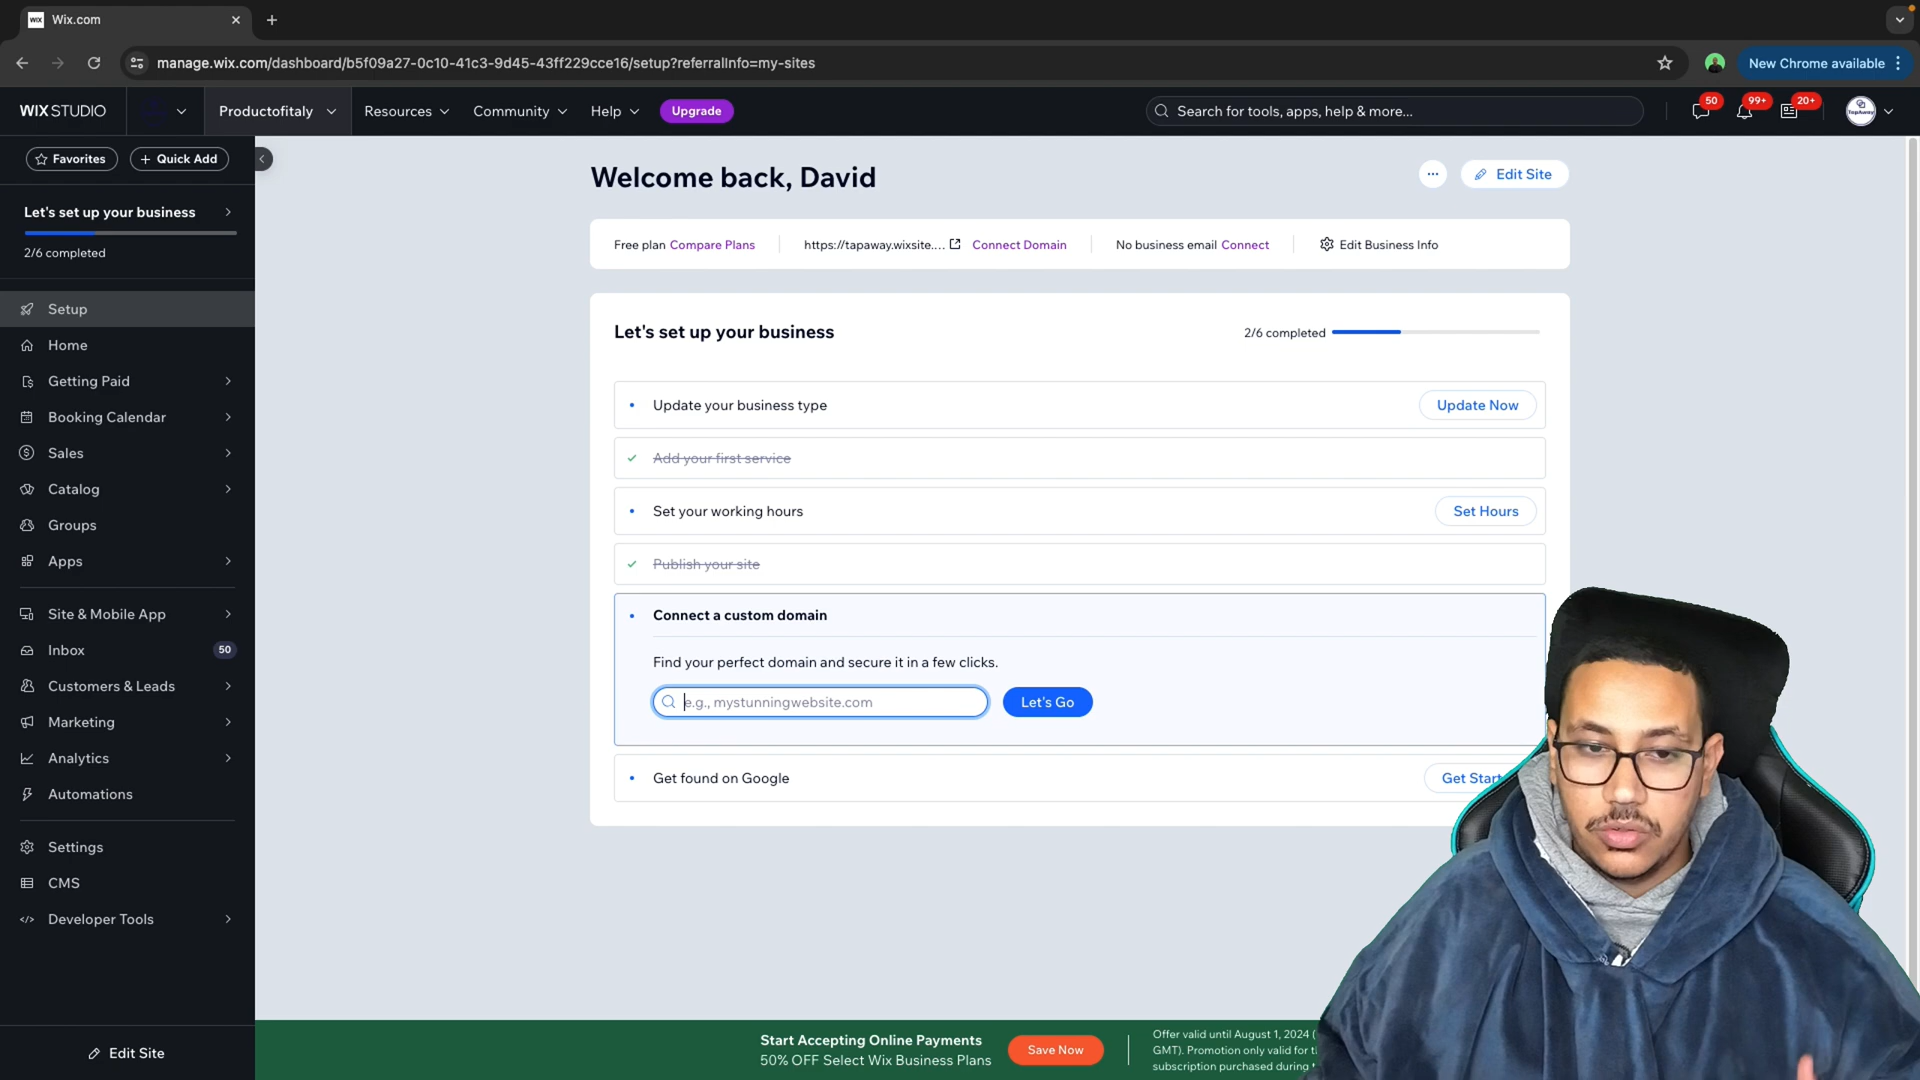 WIX Wix.com
manage.wix.com/dashboard/b5f09a27-0c10-41c3-9d45-43ff229cce16/setup?referralInfo=my-sites
New Chrome available
WIX STUDIO
Productofitaly
Resources
Community
Help
Upgrade
Search for tools, apps, help & more...
50
99+
20+
Favorites
+ Quick Add
Let's set up your business
2/6 completed
Setup
Home
Getting Paid
Booking Calendar
Sales
Catalog
Groups
Apps
Site & Mobile App
Inbox 50
Customers & Leads
Marketing
Analytics
Automations
Settings
CMS
Developer Tools
Edit Site
Welcome back, David
Edit Site
Free plan Compare Plans
https://tapaway.wixsite.... Connect Domain
No business email Connect
Edit Business Info
Let's set up your business
2/6 completed
Update your business type
Update Now
Add your first service
Set your working hours
Set Hours
Publish your site
Connect a custom domain
Find your perfect domain and secure it in a few clicks.
e.g., mystunningwebsite.com
Let's Go
Get found on Google
Get Start
Start Accepting Online Payments
50% OFF Select Wix Business Plans
Save Now
Offer valid until August 1, 2024 (
GMT). Promotion only valid for
subscription purchased during